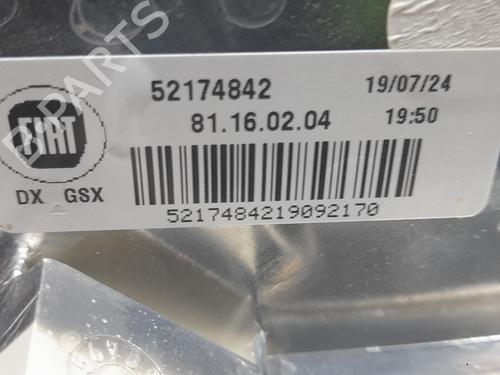 52174842 19/07/24
81.16.02.04 19:50
FIAT
DX GSX
5217484219092170
B PARTS